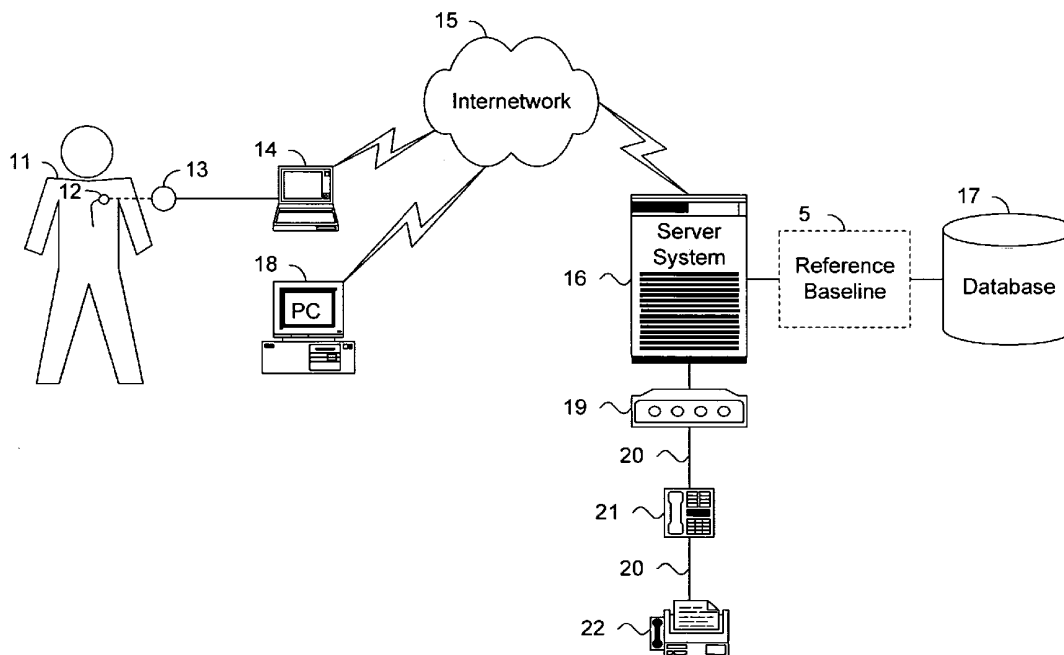 15
Internetwork
11
12
13
14
18
PC
16
Server
System
5
Reference
Baseline
17
Database
19
20
21
20
22